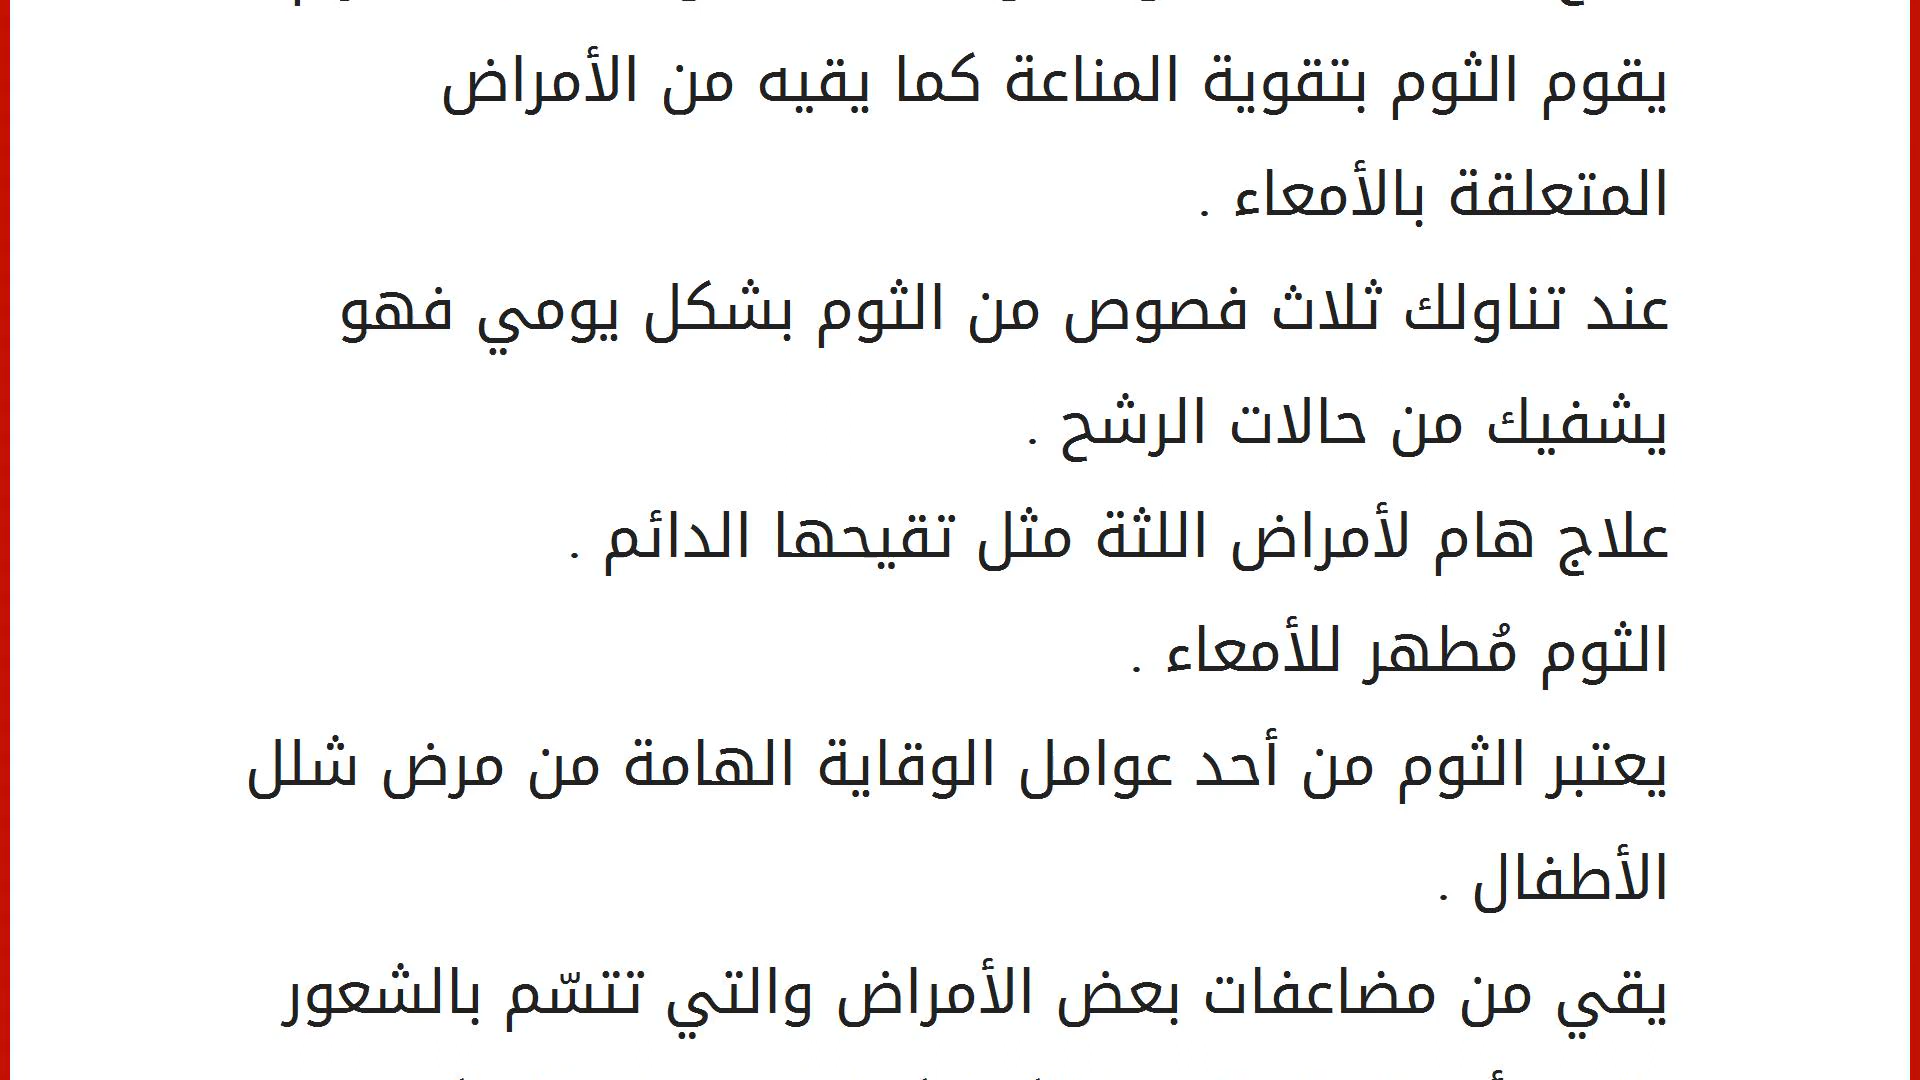 يقوم الثوم بتقوية المناعة كما يقيه من الأمراض
المتعلقة بالأمعاء .
عند تناولك ثلاث فصوص من الثوم بشكل يومي فهو
يشفيك من حالات الرشح .
علاج هام لأمراض اللثة مثل تقيحها الدائم .
الثوم مُطهر للأمعاء .
يعتبر الثوم من أحد عوامل الوقاية الهامة من مرض شلل
الأطفال .
يقي من مضاعفات بعض الأمراض والتي تتسّم بالشعور